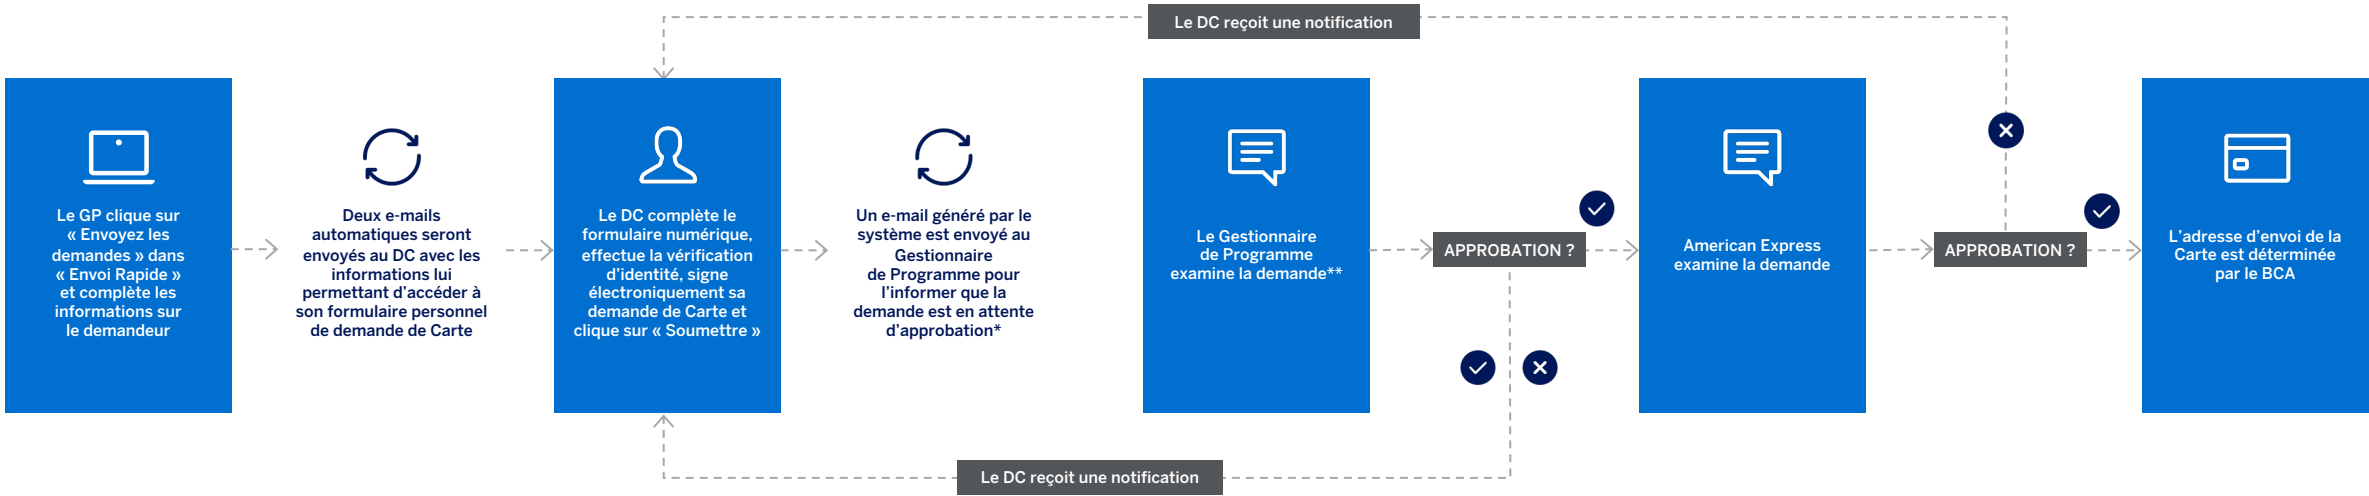 Le DC reçoit une notification
Le GP clique sur
« Envoyez les
demandes » dans
« Envoi Rapide »
et complète les
informations sur
le demandeur
Deux e-mails
automatiques seront
envoyés au DC avec les
informations lui
permettant d’accéder à
son formulaire personnel
de demande de Carte
Le DC complète le
formulaire numérique,
effectue la vérification
d’identité, signe
électroniquement sa
demande de Carte et
clique sur « Soumettre »
Un e-mail généré par le
système est envoyé au
Gestionnaire
de Programme pour
l’informer que la
demande est en attente
d’approbation*
Le Gestionnaire
de Programme
examine la demande**
APPROBATION ?
American Express
examine la demande
APPROBATION ?
L’adresse d’envoi de la
Carte est déterminée
par le BCA
Le DC reçoit une notification